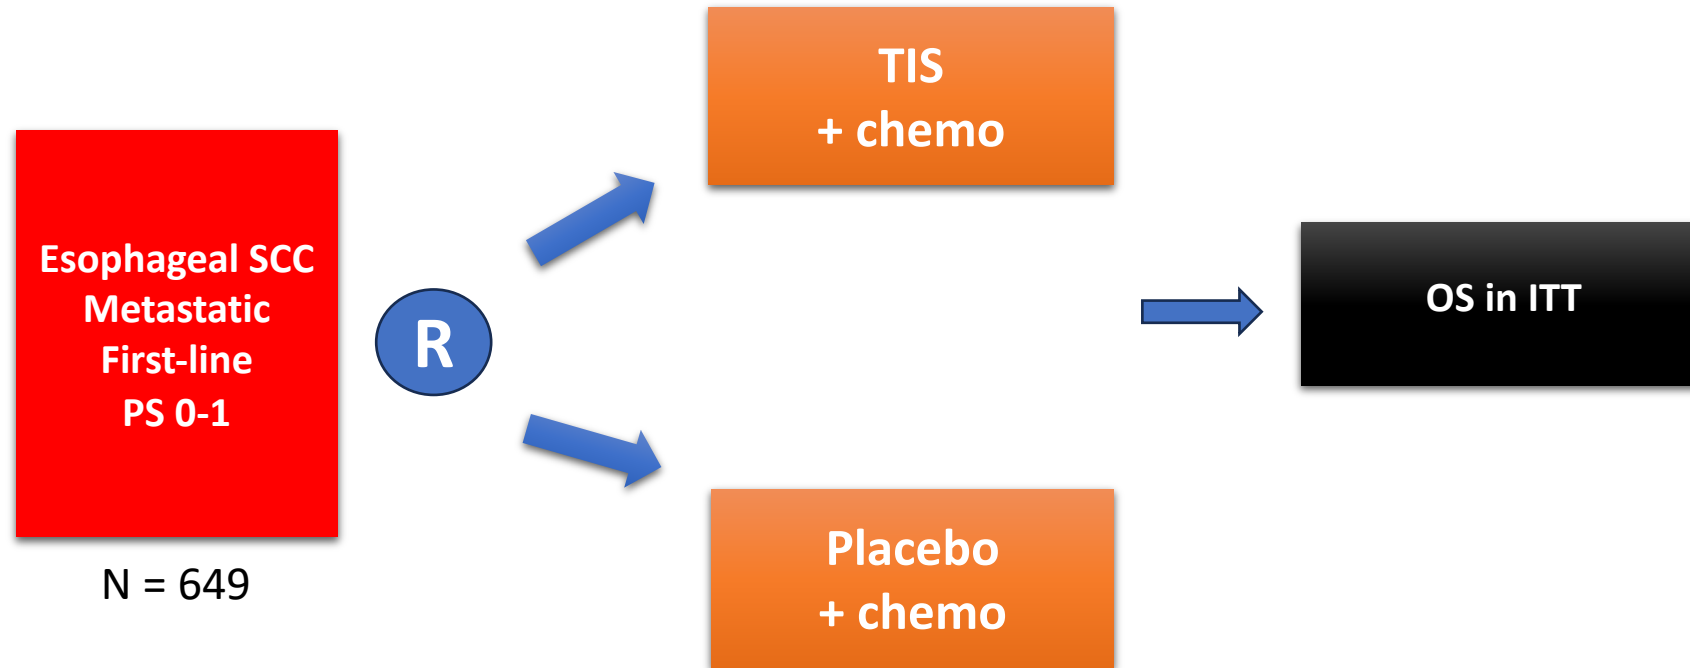 Esophageal SCC
Metastatic
First-line
PS 0-1
N = 649
R
TIS
+ chemo
Placebo
+ chemo
OS in ITT